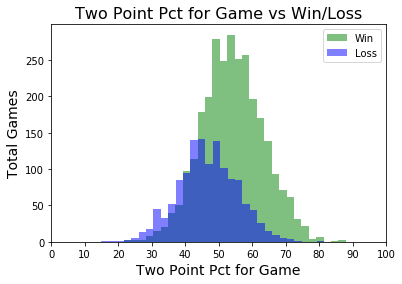 Two Point Pct for Game vs Win/Loss
Win
Loss
Total Games
250
200
150
100
50
0
0 10 20 30 40 50 60 70 80 90 100
Two Point Pct for Game